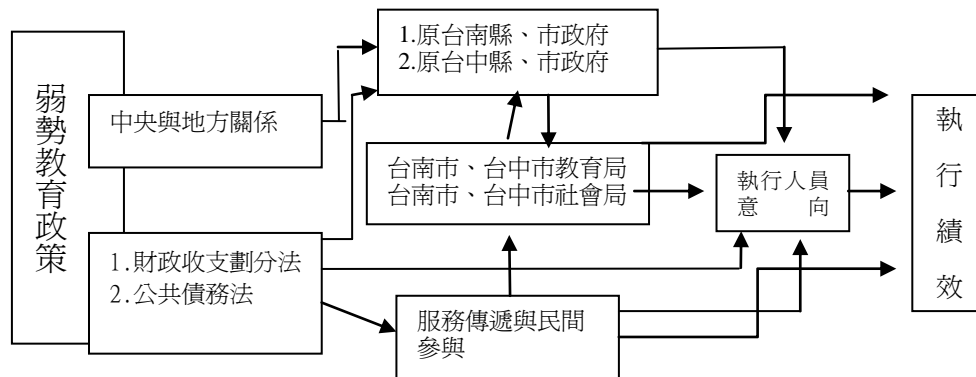 弱勢教育政策
中央與地方關係
1.財政收支劃分法
2.公共債務法
1.原台南縣、市政府
2.原台中縣、市政府
台南市、台中市教育局
台南市、台中市社會局
服務傳遞與民間
參與
執行人員
意向
執行績效